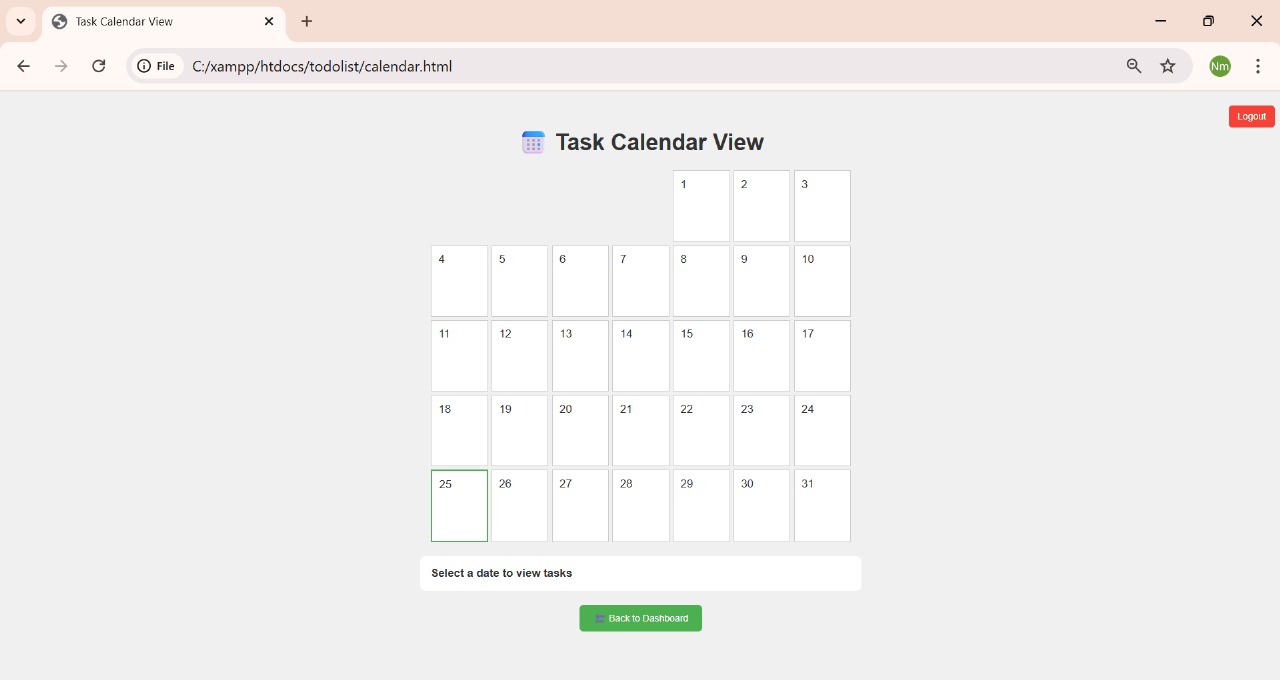 Task Calendar View
File C:/xampp/htdocs/todolist/calendar.html
Nm
Logout
Task Calendar View
1 2 3
4 5 6 7 8 9 10
11 12 13 14 15 16 17
18 19 20 21 22 23 24
25 26 27 28 29 30 31
Select a date to view tasks
Back to Dashboard